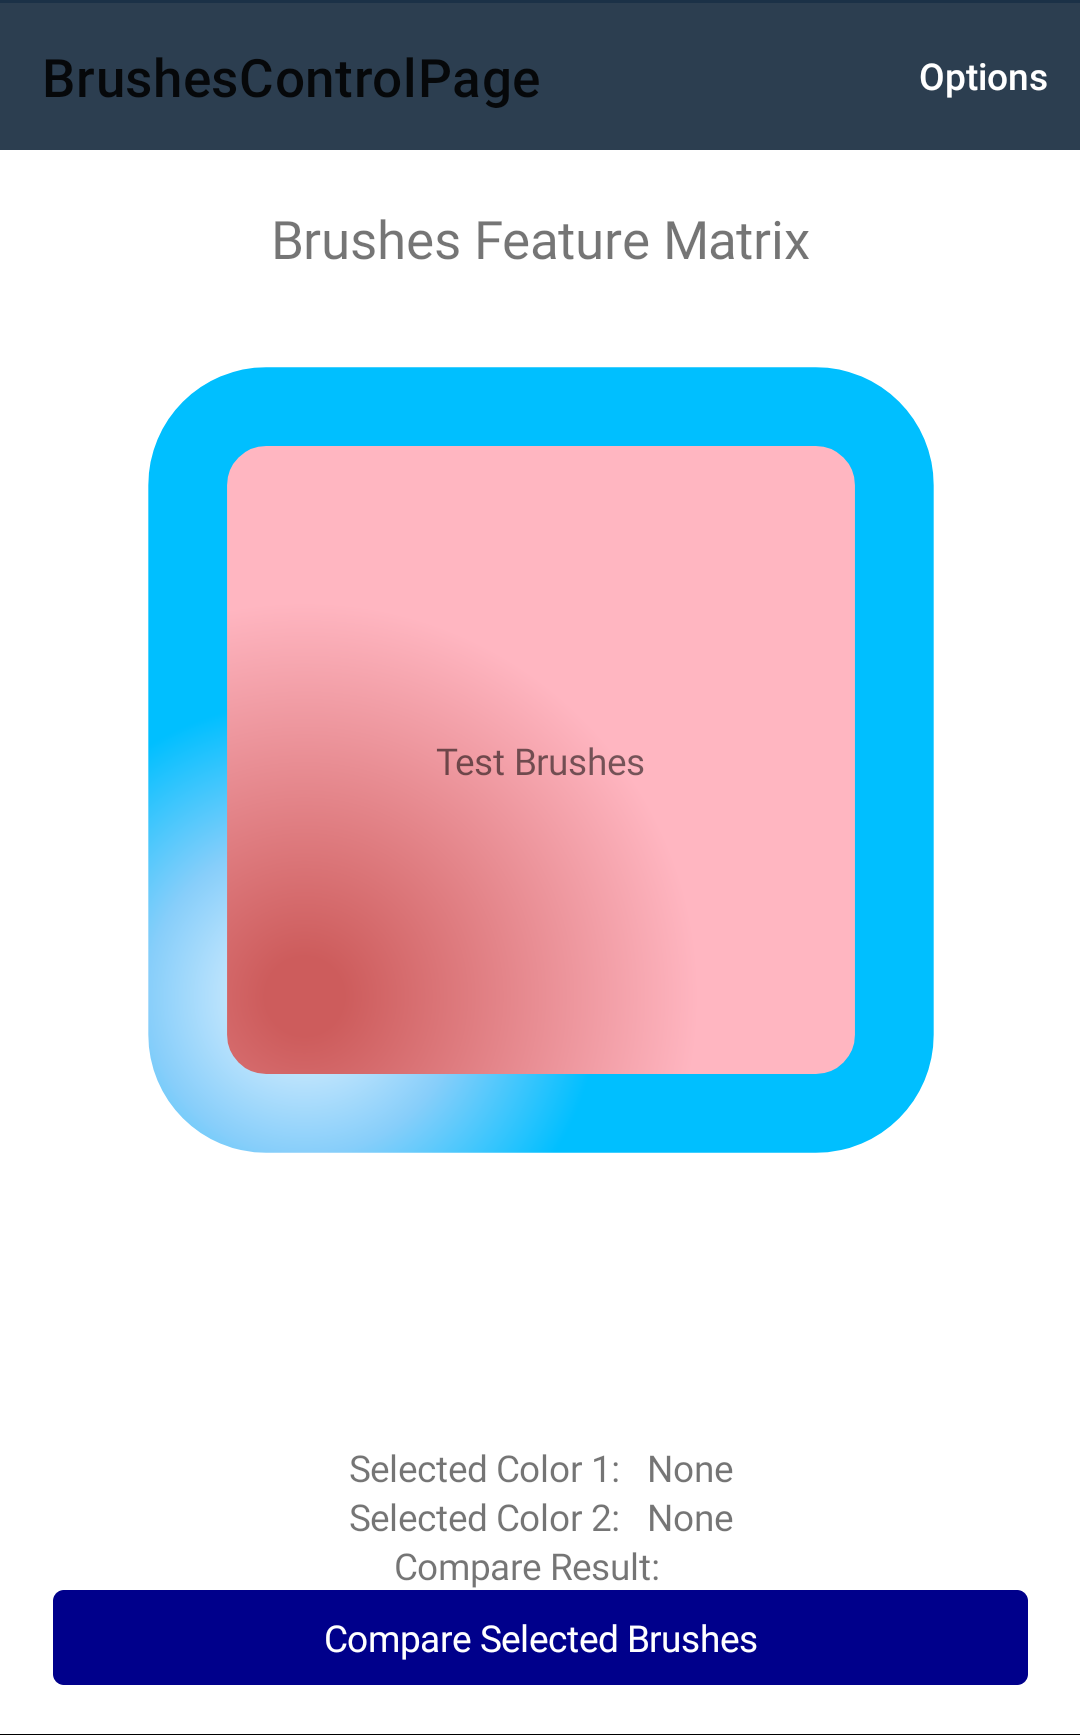 BrushesControlPage
Options
Brushes Feature Matrix
Test Brushes
Selected Color 1: None
Selected Color 2: None
Compare Result:
Compare Selected Brushes